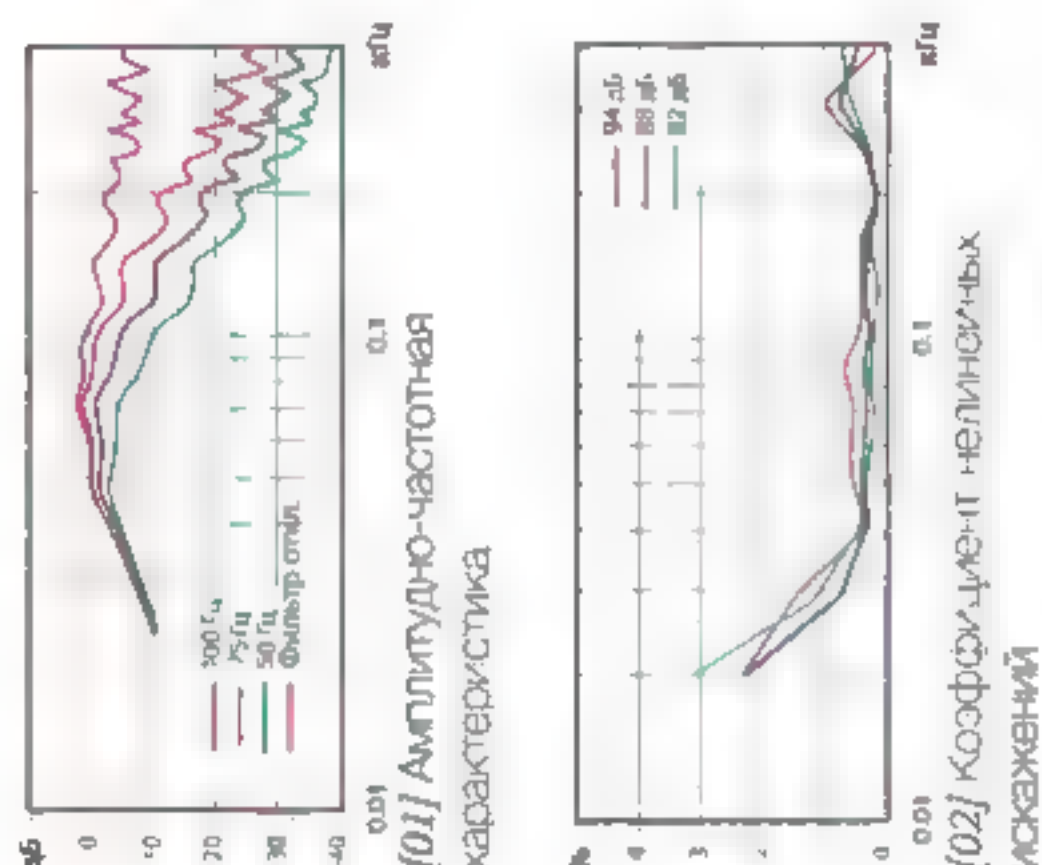 дБ
0
-10
-20
-30
-40
100 Гц
75 Гц
50 Гц
Фильтр откл.
0.01
0.1
кГц
[01] Амплитудно-частотная
характеристика
%
4
3
2
0
94 дБ
88 дБ
82 дБ
0.01
0.1
кГц
[02] Коэффициент нелинейных
искажений